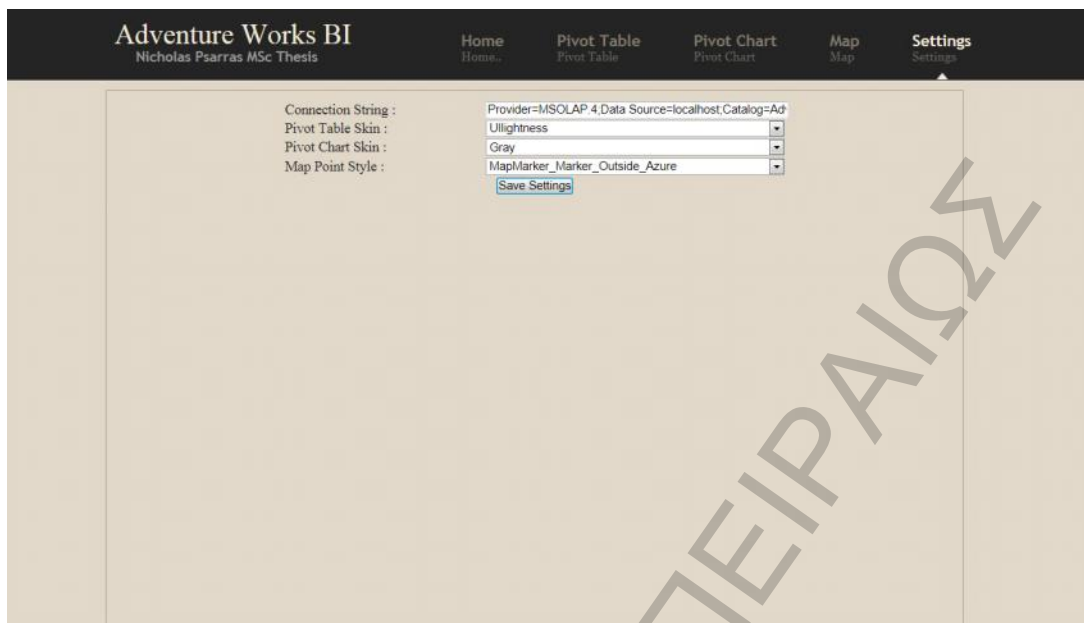 Adventure Works BI
Nicholas Psarras MSc Thesis
Home
Home..
Pivot Table
Pivot Table
Pivot Chart
Pivot Chart
Map
Map
Settings
Settings
Connection String :
Provider=MSOLAP.4;Data Source=localhost;Catalog=Ad
Pivot Table Skin :
UIlightness
Pivot Chart Skin :
Gray
Map Point Style :
MapMarker_Marker_Outside_Azure
Save Settings
ΠΕΙΡΑΙΩΣ